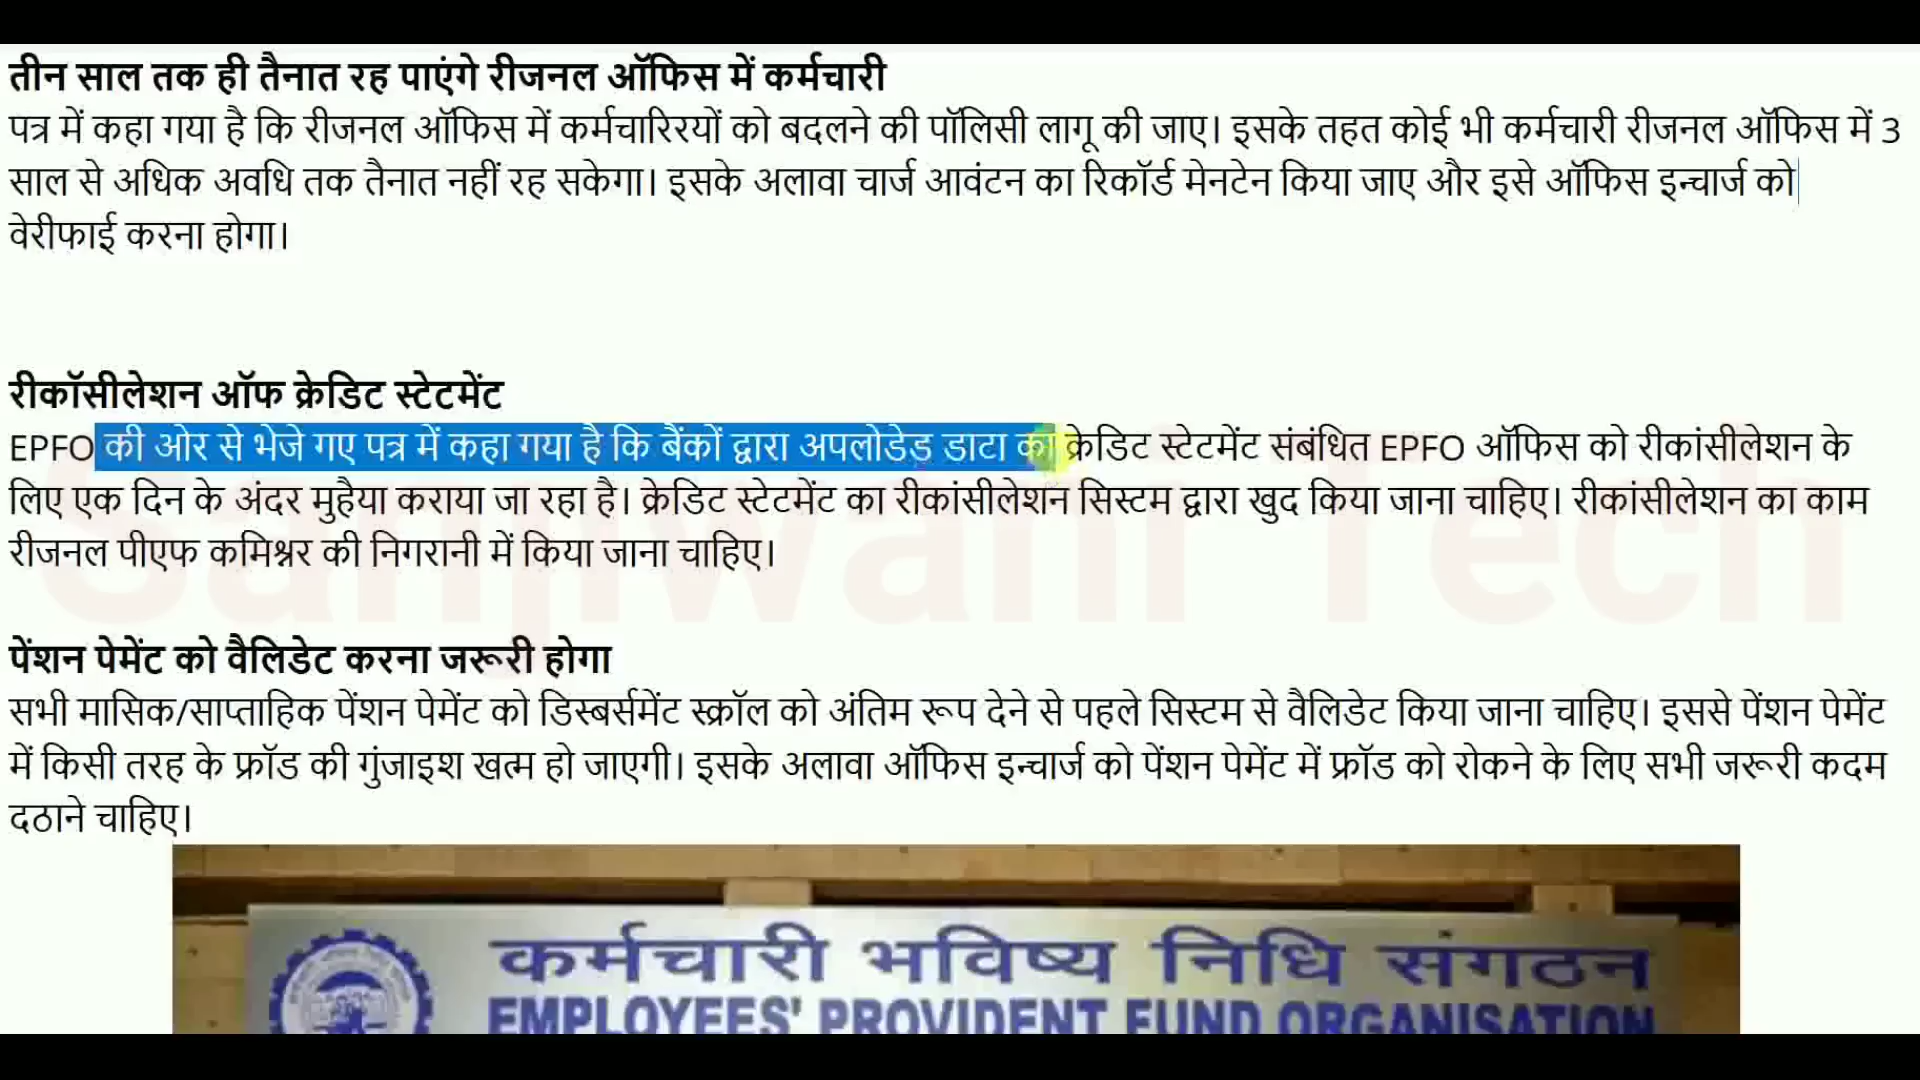 तीन साल तक ही तैनात रह पाएंगे रीजनल ऑफिस में कर्मचारी
पत्र में कहा गया है कि रीजनल ऑफिस में कर्मचारिरयों को बदलने की पॉलिसी लागू की जाए। इसके तहत कोई भी कर्मचारी रीजनल ऑफिस में 3
साल से अधिक अवधि तक तैनात नहीं रह सकेगा। इसके अलावा चार्ज आवंटन का रिकॉर्ड मेनटेन किया जाए और इसे ऑफिस इन्चार्ज को
वेरीफाई करना होगा।
रीकॉसीलेशन ऑफ क्रेडिट स्टेटमेंट
EPFO की ओर से भेजे गए पत्र में कहा गया है कि बैंकों द्वारा अपलोडेड डाटा का क्रेडिट स्टेटमेंट संबंधित EPFO ऑफिस को रीकांसीलेशन के
लिए एक दिन के अंदर मुहैया कराया जा रहा है। क्रेडिट स्टेटमेंट का रीकांसीलेशन सिस्टम द्वारा खुद किया जाना चाहिए। रीकांसीलेशन का काम
रीजनल पीएफ कमिश्नर की निगरानी में किया जाना चाहिए।
Sanjiwani Tech
पेंशन पेमेंट को वैलिडेट करना जरूरी होगा
सभी मासिक/साप्ताहिक पेंशन पेमेंट को डिस्बर्समेंट स्क्रॉल को अंतिम रूप देने से पहले सिस्टम से वैलिडेट किया जाना चाहिए। इससे पेंशन पेमेंट
में किसी तरह के फ्रॉड की गुंजाइश खत्म हो जाएगी। इसके अलावा ऑफिस इन्चार्ज को पेंशन पेमेंट में फ्रॉड को रोकने के लिए सभी जरूरी कदम
दठाने चाहिए।
कर्मचारी भविष्य निधि संगठन
EMPLOYEES' PROVIDENT FUND ORGANISATION